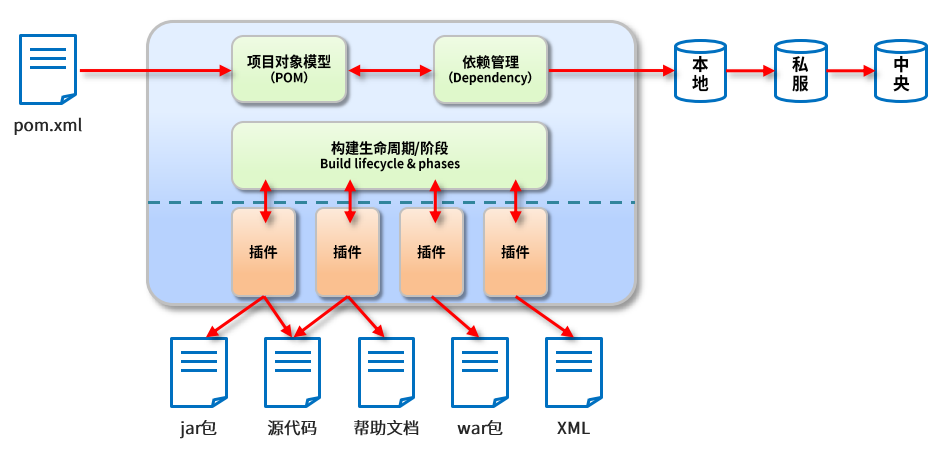 项目对象模型
（POM）
依赖管理
（Dependency）
本
地
私
服
中
央
pom.xml
构建生命周期/阶段
Build lifecycle & phases
插件
插件
插件
插件
jar包
源代码
帮助文档
war包
XML